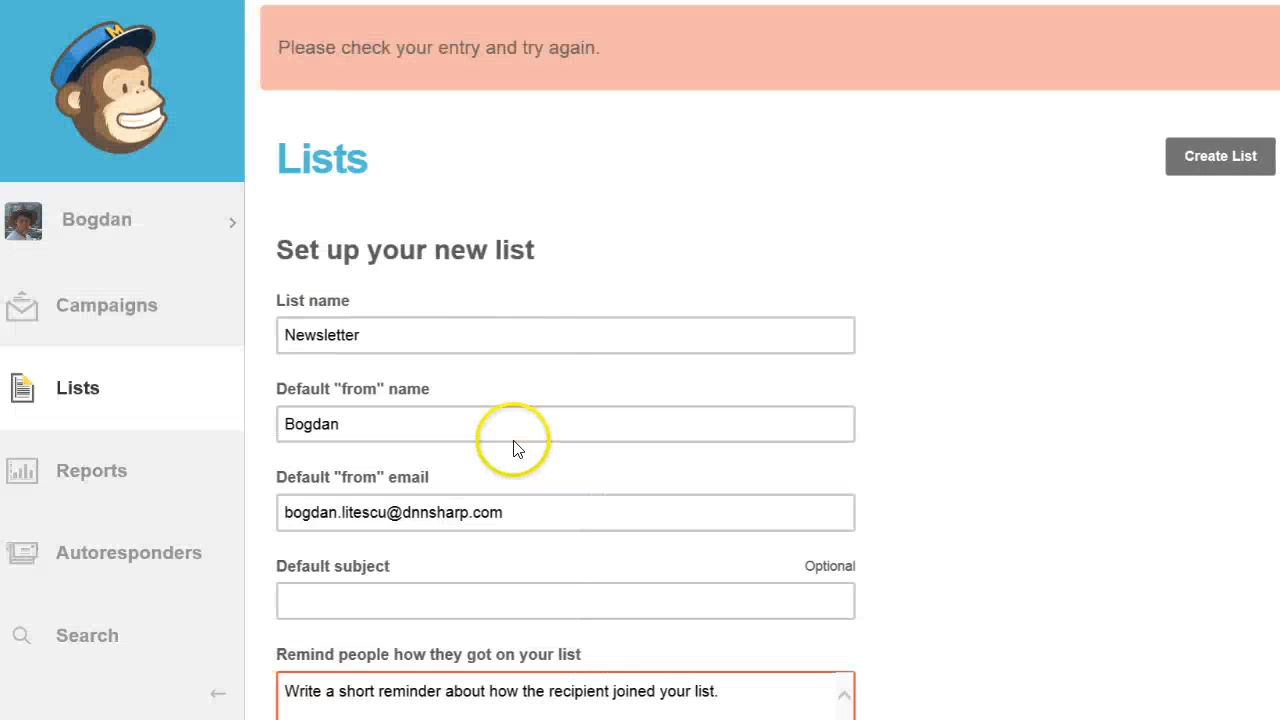 Please check your entry and try again.
M
Lists
Create List
Bogdan
Campaigns
Lists
Reports
Autoresponders
Search
Set up your new list
List name
Newsletter
Default "from" name
Bogdan
Default "from" email
bogdan.litescu@dnnsharp.com
Default subject
Optional
Remind people how they got on your list
Write a short reminder about how the recipient joined your list.